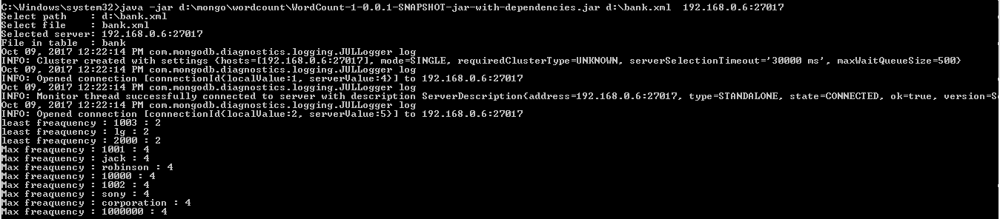 C:\Windows\system32>java -jar d:\mongo\wordcount\WordCount-1-0.0.1-SNAPSHOT-jar-with-dependencies.jar d:\bank.xml  192.168.0.6:27017
Select path    : d:\bank.xml
Select file    : bank.xml
Selected server: 192.168.0.6:27017
File in table  : bank
Oct 09, 2017 12:22:14 PM com.mongodb.diagnostics.logging.JULLogger log
INFO: Cluster created with settings {hosts=[192.168.0.6:27017], mode=SINGLE, requiredClusterType=UNKNOWN, serverSelectionTimeout='30000 ms', maxWaitQueueSize=500}
Oct 09, 2017 12:22:14 PM com.mongodb.diagnostics.logging.JULLogger log
INFO: Opened connection [connectionId{localValue:1, serverValue:4}] to 192.168.0.6:27017
Oct 09, 2017 12:22:14 PM com.mongodb.diagnostics.logging.JULLogger log
INFO: Monitor thread successfully connected to server with description ServerDescription{address=192.168.0.6:27017, type=STANDALONE, state=CONNECTED, ok=true, version=Se
Oct 09, 2017 12:22:14 PM com.mongodb.diagnostics.logging.JULLogger log
INFO: Opened connection [connectionId{localValue:2, serverValue:5}] to 192.168.0.6:27017
least freaquency : 1003 : 2
least freaquency : lg : 2
least freaquency : 2000 : 2
Max freaquency : 1001 : 4
Max freaquency : jack : 4
Max freaquency : robinson : 4
Max freaquency : 10000 : 4
Max freaquency : 1002 : 4
Max freaquency : sony : 4
Max freaquency : corporation : 4
Max freaquency : 1000000 : 4